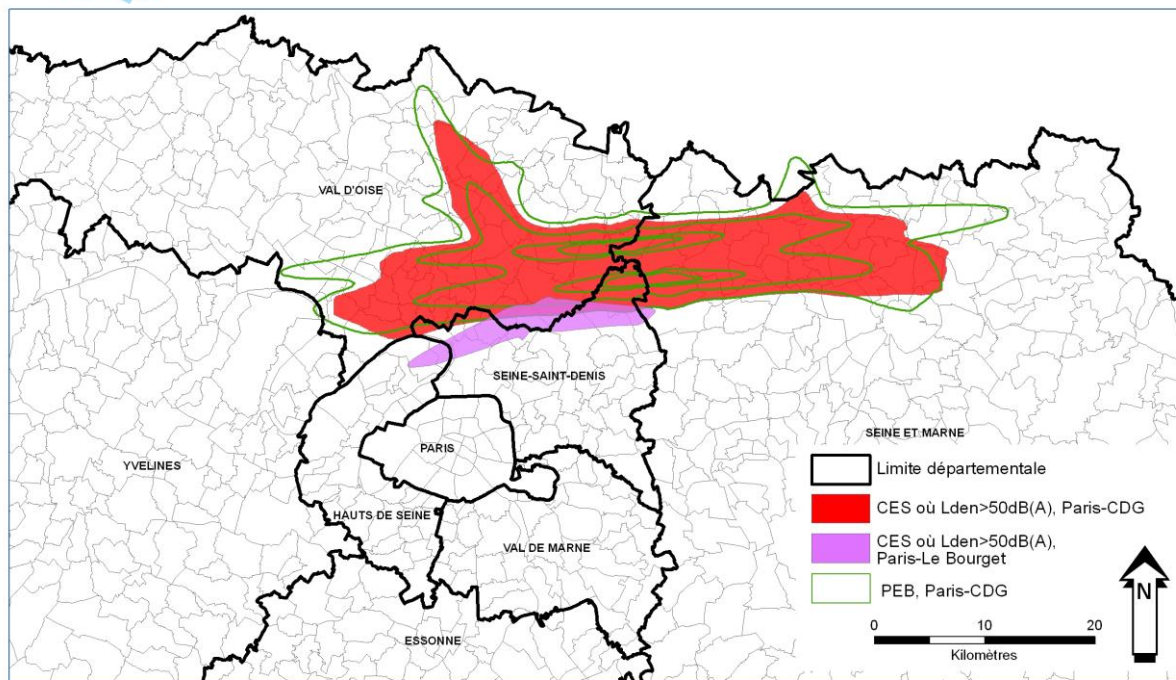 VAL D'OISE
SEINE-SAINT-DENIS
PARIS
YVELINES
HAUTS DE SEINE
VAL DE MARNE
ESSONNE
SEINE ET MARNE
Limite départementale
CES où Lden>50dB(A), Paris-CDG
CES où Lden>50dB(A),
Paris-Le Bourget
PEB, Paris-CDG
0 10 20
Kilomètres
N